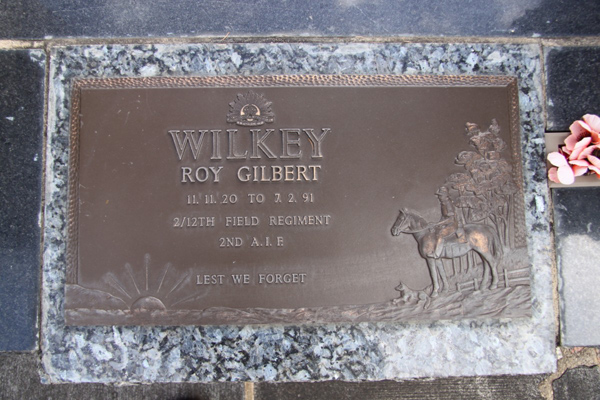 WILKEY
ROY GILBERT
11. 11. 20 TO 7. 2. 91
2/12TH FIELD REGIMENT
2ND A. I. F.
LEST WE FORGET